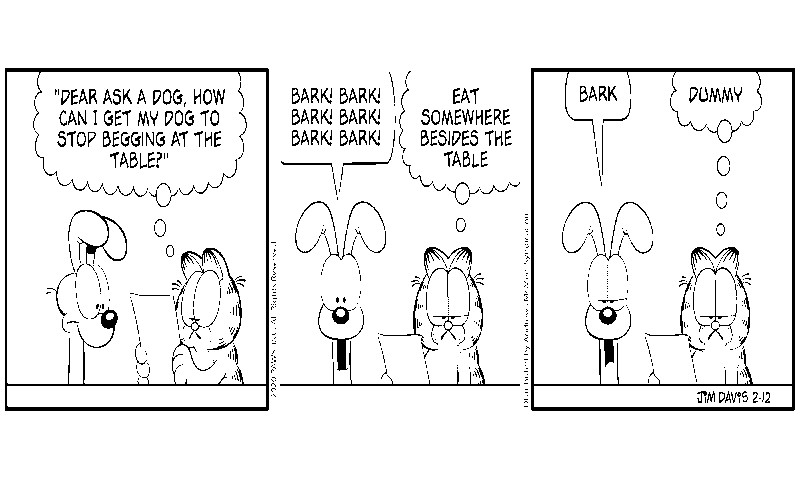 "DEAR ASK A DOG, HOW
CAN I GET MY DOG TO
STOP BEGGING AT THE
TABLE?"
BARK! BARK!
BARK! BARK!
BARK! BARK!
EAT
SOMEWHERE
BESIDES THE
TABLE
BARK
DUMMY
JIM DAVIS 2-12